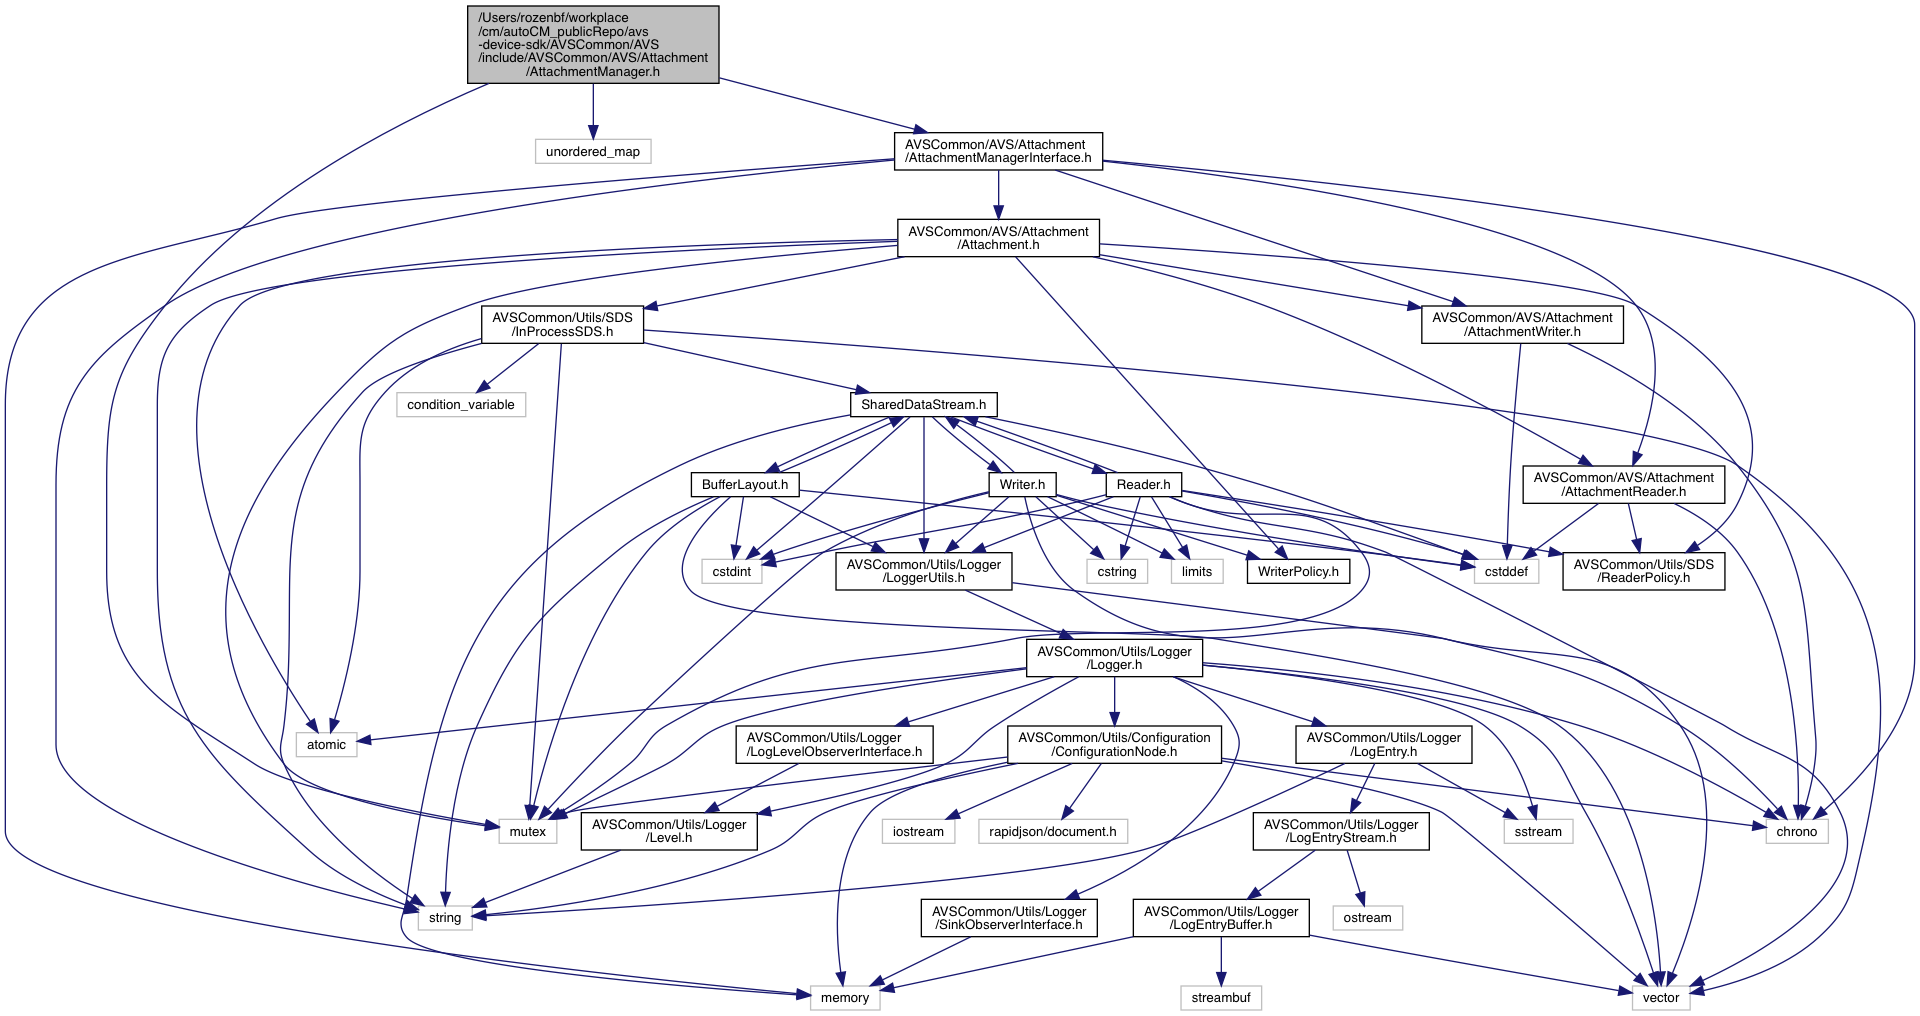 /Users/rozenbf/workplace
/cm/autoCM_publicRepo/avs
-device-sdk/AVSCommon/AVS
/include/AVSCommon/AVS/Attachment
/AttachmentManager.h
unordered_map
AVSCommon/AVS/Attachment
/AttachmentManagerInterface.h
AVSCommon/AVS/Attachment
/Attachment.h
AVSCommon/Utils/SDS
/InProcessSDS.h
AVSCommon/AVS/Attachment
/AttachmentWriter.h
condition_variable
SharedDataStream.h
BufferLayout.h
Writer.h
Reader.h
AVSCommon/AVS/Attachment
/AttachmentReader.h
cstdint
AVSCommon/Utils/Logger
/LoggerUtils.h
cstring
limits
WriterPolicy.h
cstddef
AVSCommon/Utils/SDS
/ReaderPolicy.h
AVSCommon/Utils/Logger
/Logger.h
atomic
AVSCommon/Utils/Logger
/LogLevelObserverInterface.h
AVSCommon/Utils/Configuration
/ConfigurationNode.h
AVSCommon/Utils/Logger
/LogEntry.h
mutex
AVSCommon/Utils/Logger
/Level.h
iostream
rapidjson/document.h
AVSCommon/Utils/Logger
/LogEntryStream.h
sstream
chrono
string
AVSCommon/Utils/Logger
/SinkObserverInterface.h
AVSCommon/Utils/Logger
/LogEntryBuffer.h
ostream
memory
streambuf
vector